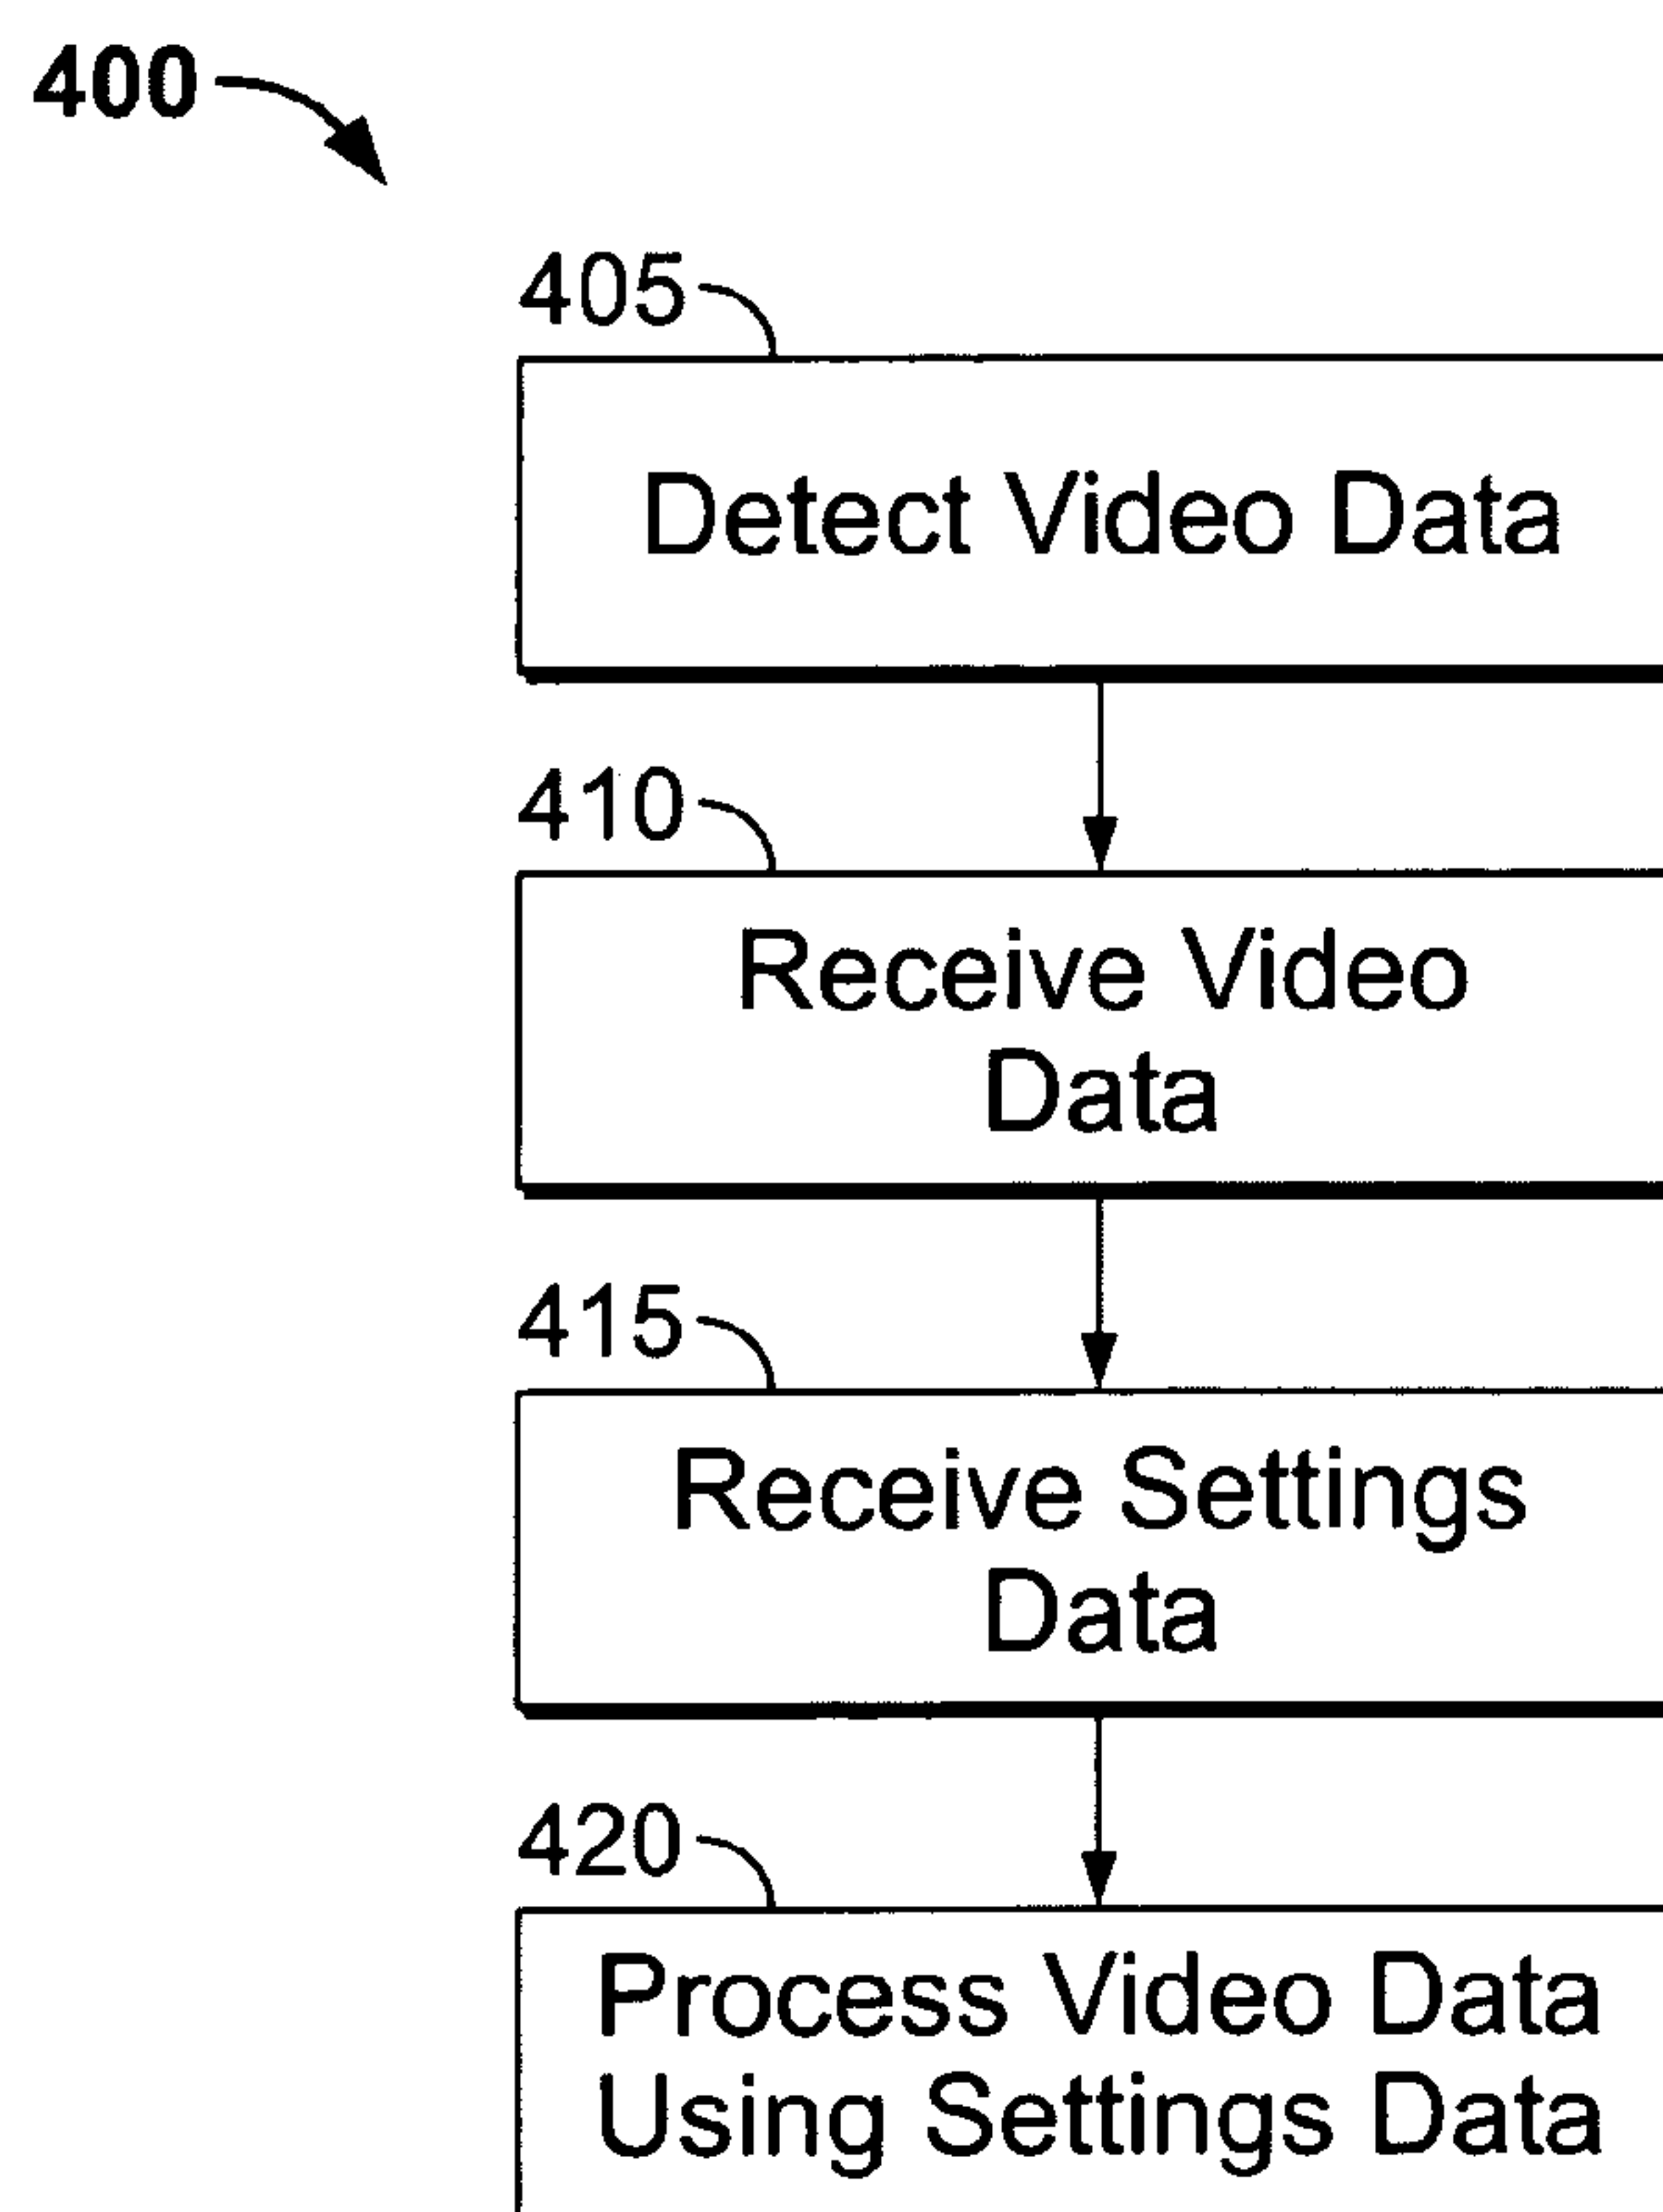 400
405
Detect Video Data
410
Receive Video
Data
415
Receive Settings
Data
420
Process Video Data
Using Settings Data